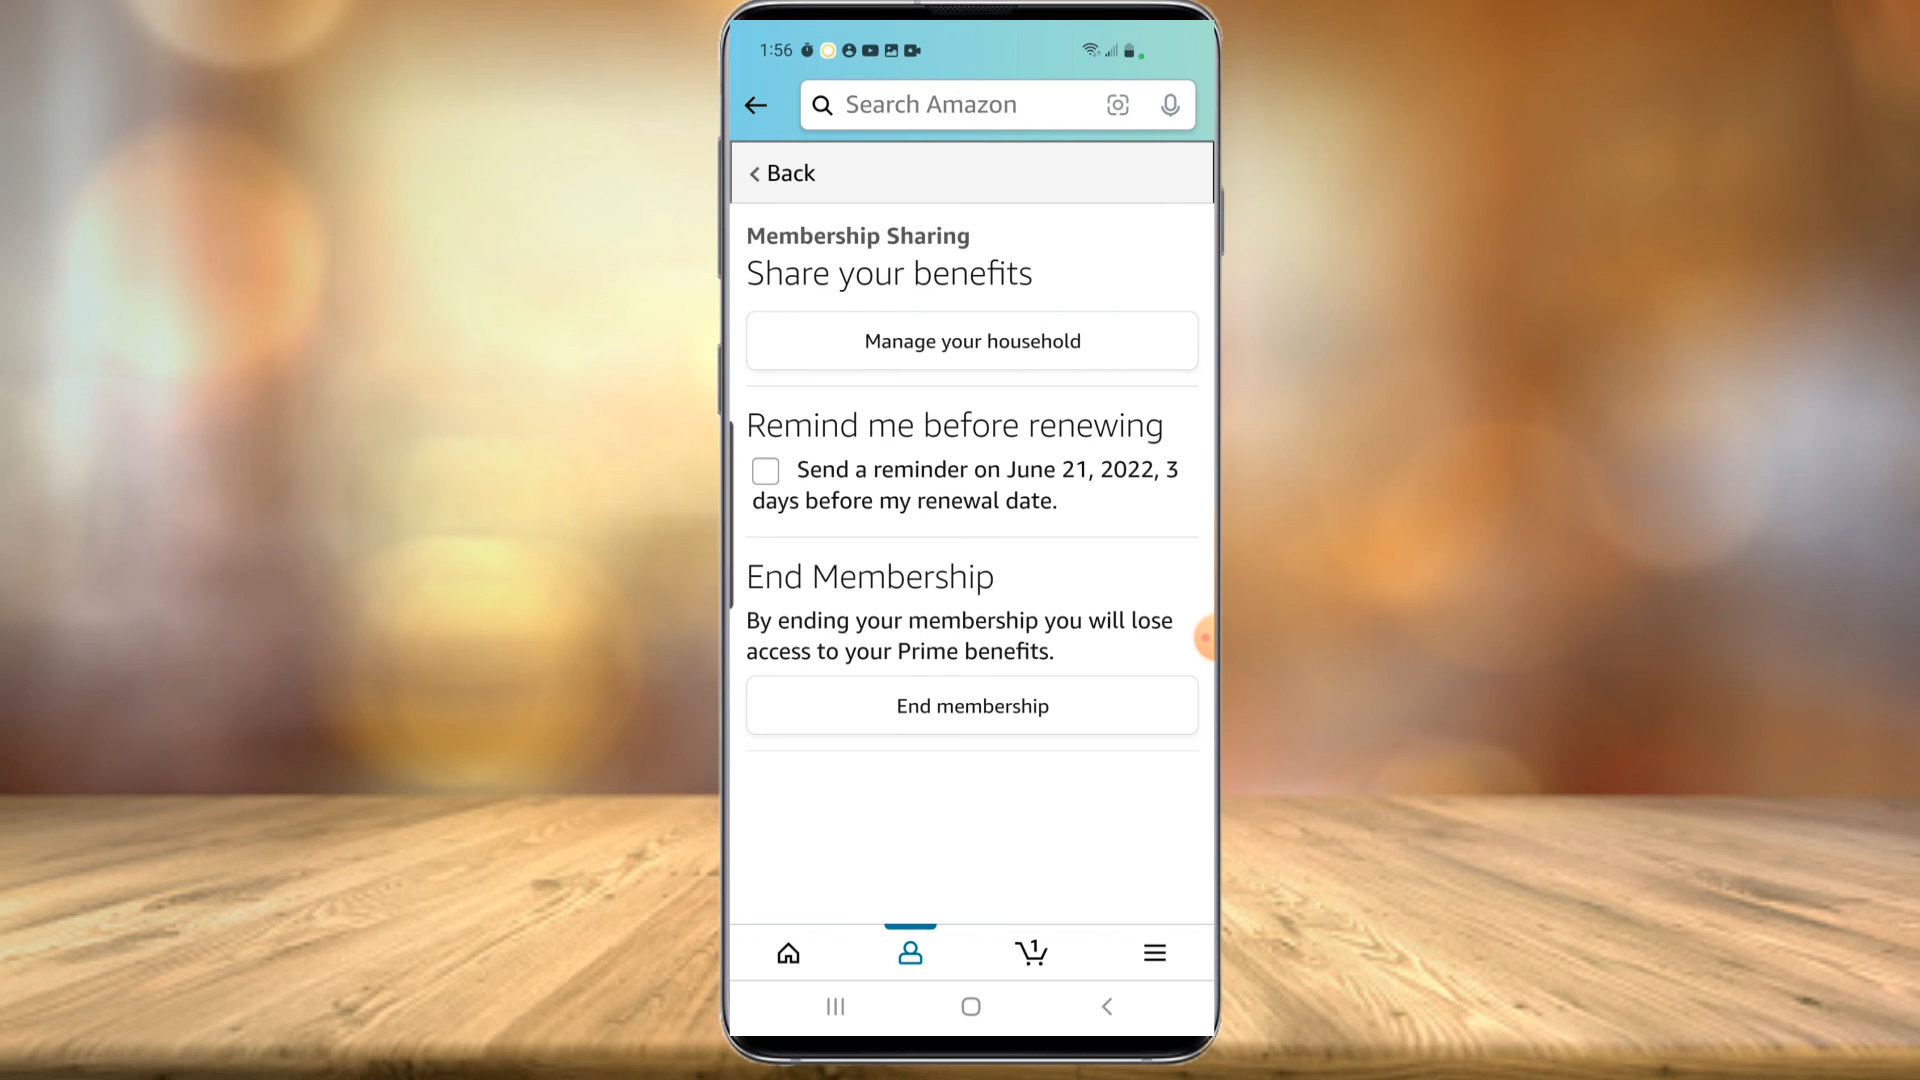 1:56
Search Amazon
Back
Membership Sharing
Share your benefits
Manage your household
Remind me before renewing
Send a reminder on June 21, 2022, 3
days before my renewal date.
End Membership
By ending your membership you will lose
access to your Prime benefits.
End membership
1